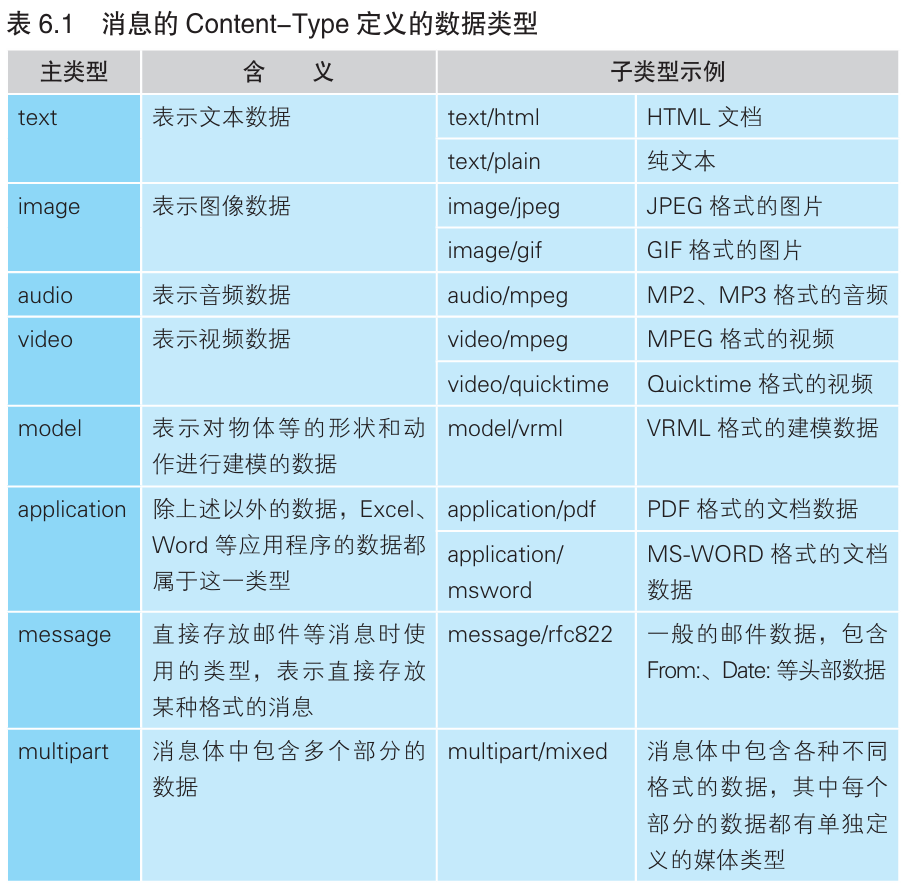 表 6.1 消息的 Content-Type 定义的数据类型
主类型 含 义 子类型示例
text 表示文本数据 text/html HTML 文档
text/plain 纯文本
image 表示图像数据 image/jpeg JPEG 格式的图片
image/gif GIF 格式的图片
audio 表示音频数据 audio/mpeg MP2、MP3 格式的音频
video 表示视频数据 video/mpeg MPEG 格式的视频
video/quicktime Quicktime 格式的视频
model 表示对物体等的形状和动 model/vrml VRML 格式的建模数据
作进行建模的数据
application 除上述以外的数据，Excel、 application/pdf PDF 格式的文档数据
Word 等应用程序的数据都 application/ MS-WORD 格式的文档
属于这一类型 msword 数据
message 直接存放邮件等消息时使 message/rfc822 一般的邮件数据，包含
用的类型，表示直接存放 From:、Date: 等头部数据
某种格式的消息
multipart 消息体中包含多个部分的 multipart/mixed 消息体中包含各种不同
数据 格式的数据，其中每个
部分的数据都有单独定
义的媒体类型